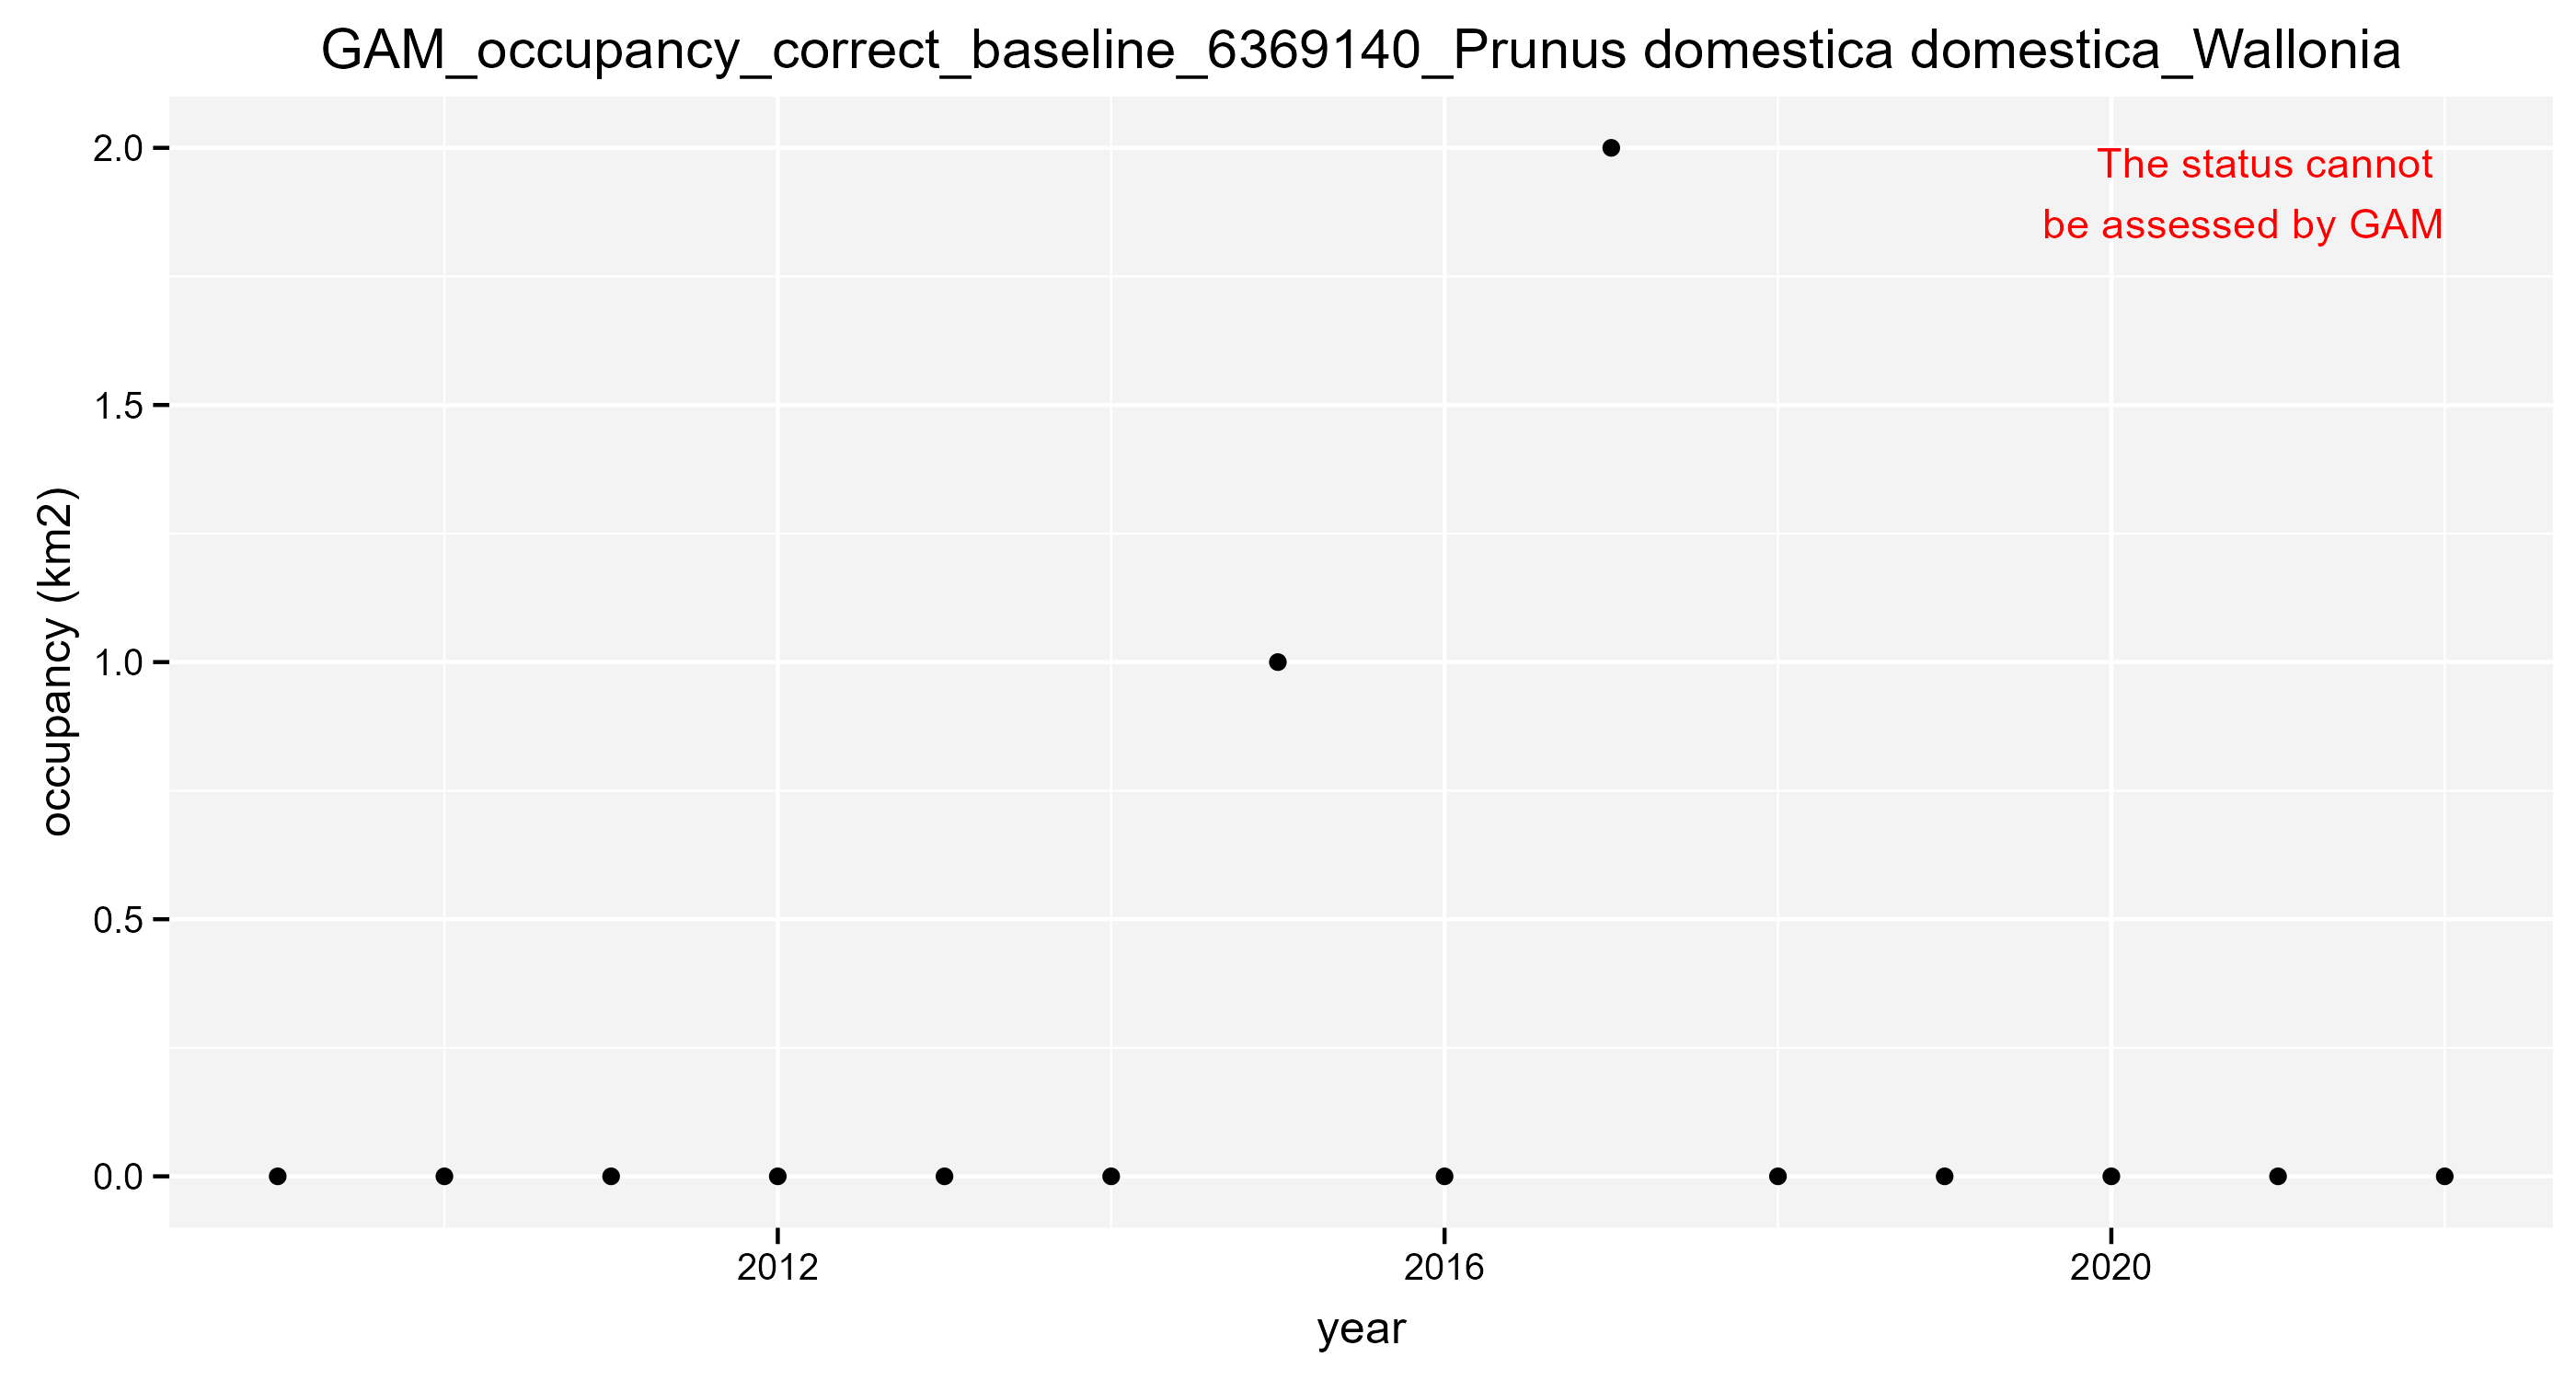 GAM_occupancy_correct_baseline_6369140_Prunus domestica domestica_Wallonia
2.0
The status cannot
be assessed by GAM
1.5
occupancy (km2)
1.0
0.5
0.0
2012 2016 2020
year